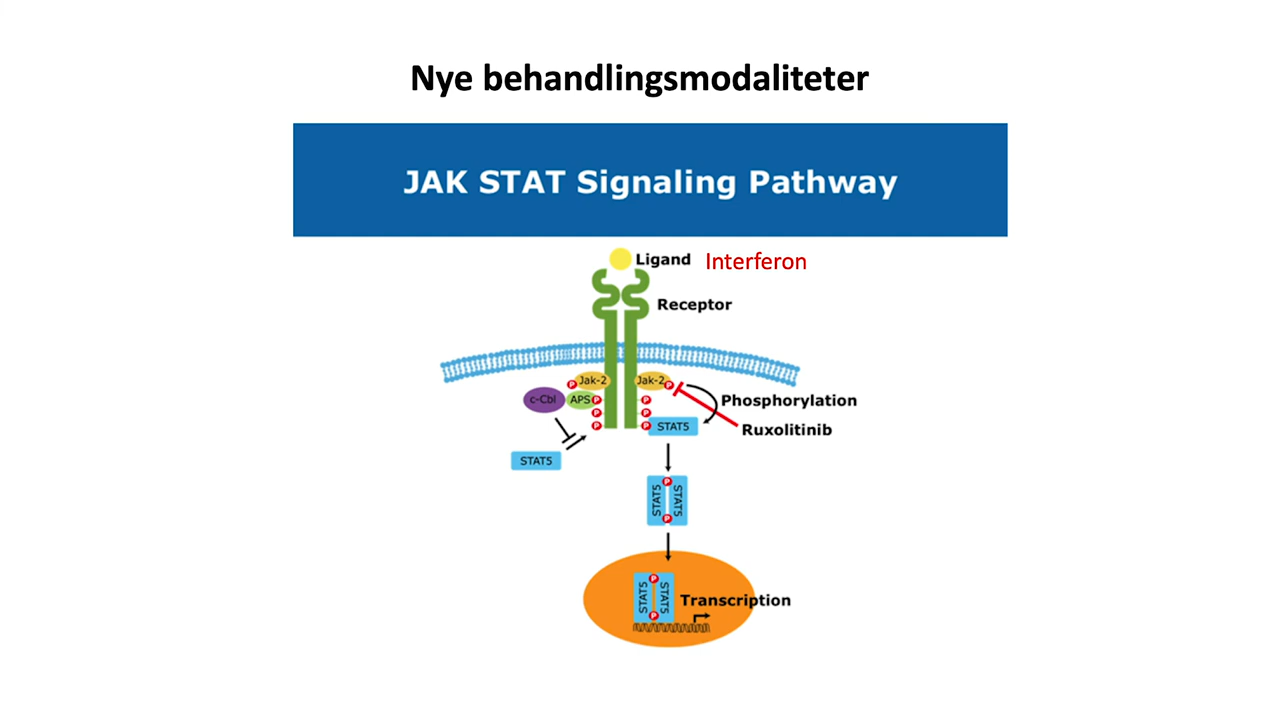 Nye behandlingsmodaliteter
JAK STAT Signaling Pathway
Ligand Interferon
Receptor
P Jak-2 Jak-2 P
c-Cbl APS P P Phosphorylation
P P
P P STAT5 Ruxolitinib
STAT5
P
STAT5 STAT5
P
P
STAT5 STAT5 Transcription
P